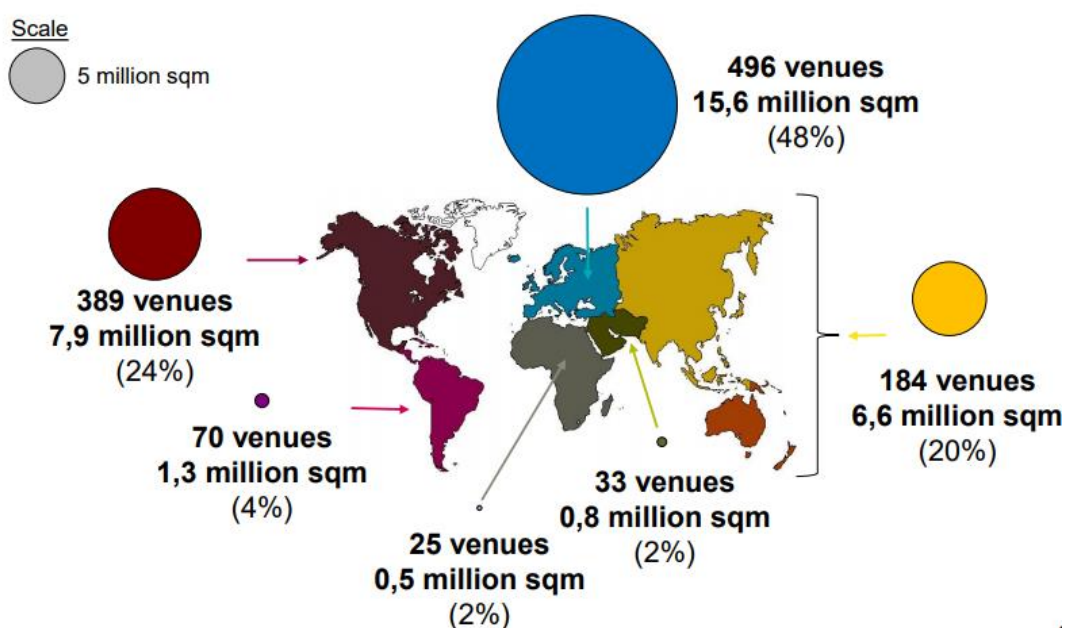 Scale
5 million sqm
496 venues
15,6 million sqm
(48%)
389 venues
7,9 million sqm
(24%)
184 venues
6,6 million sqm
(20%)
70 venues
1,3 million sqm
(4%)
33 venues
0,8 million sqm
(2%)
25 venues
0,5 million sqm
(2%)